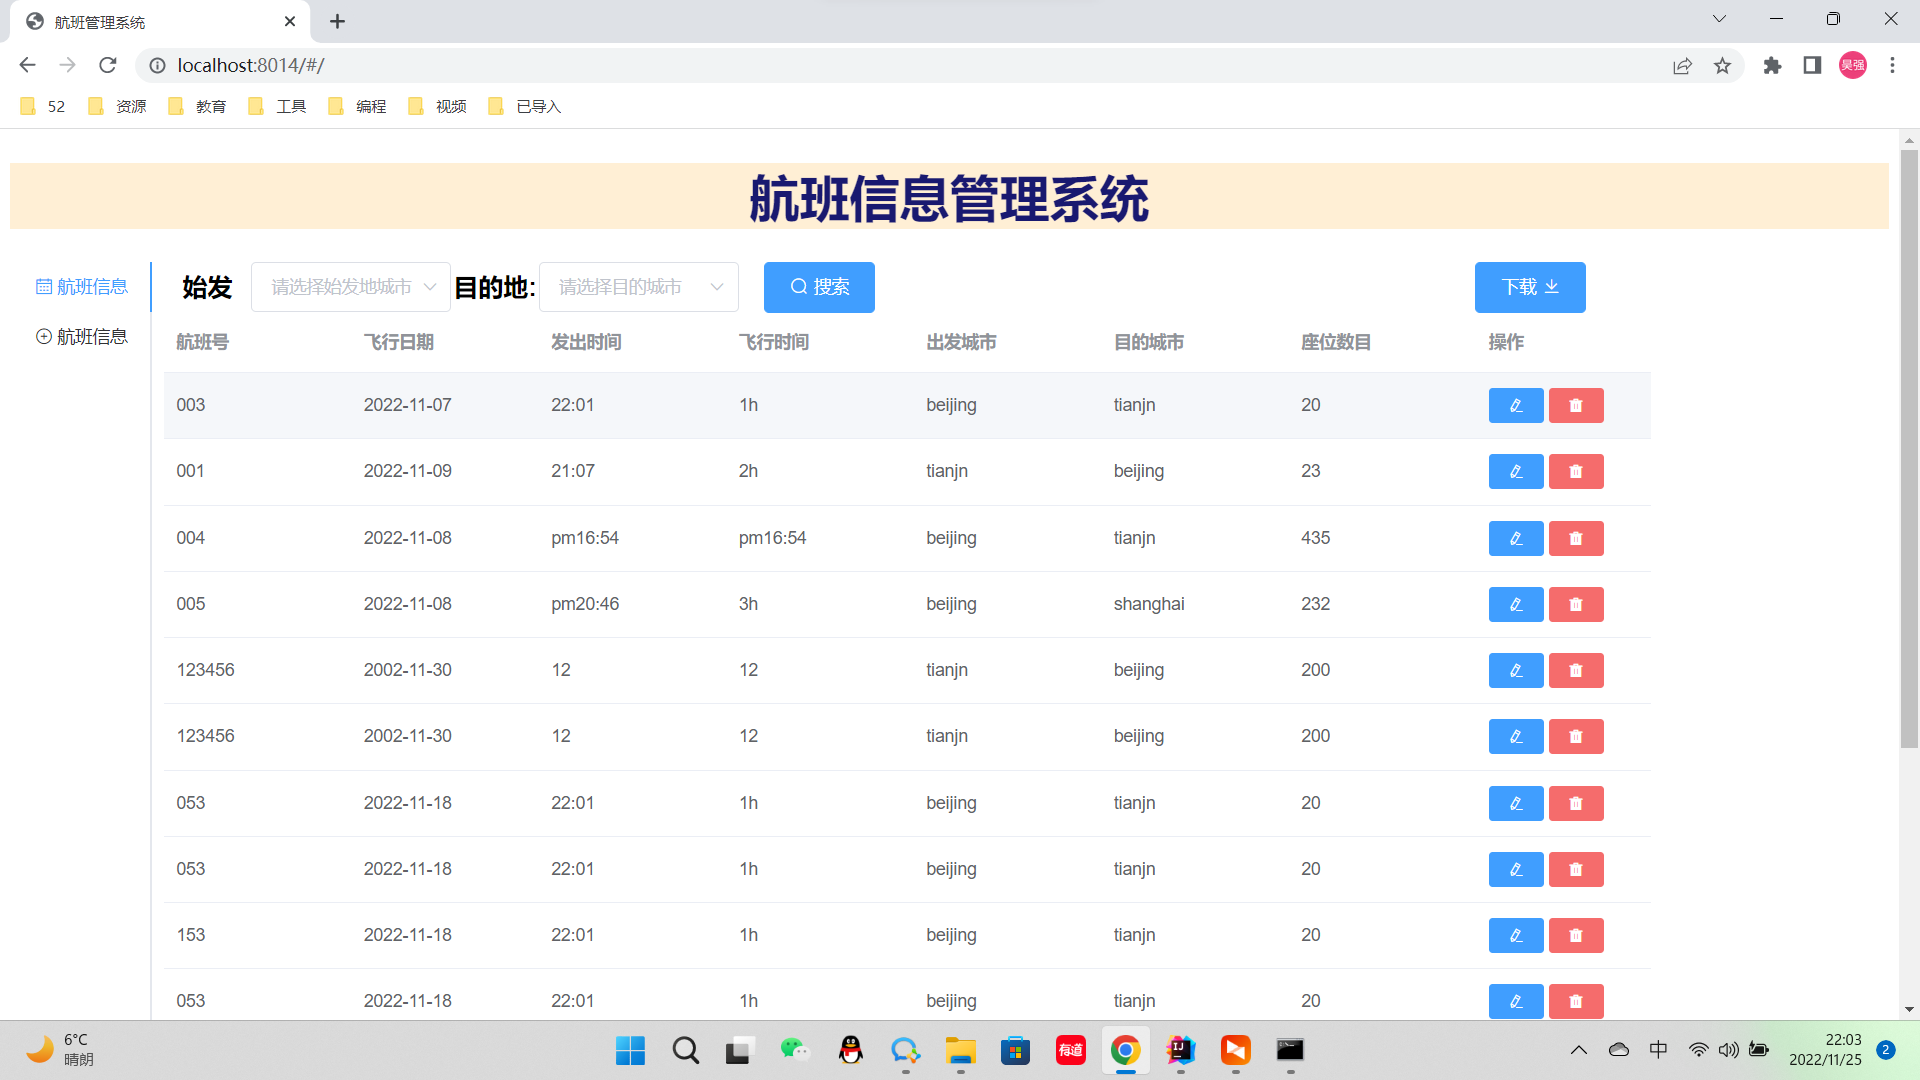 航班管理系统
localhost:8014/#/
昊强
52 资源 教育 工具 编程 视频 已导入
航班信息管理系统
航班信息
航班信息
始发 请选择始发地城市 目的地: 请选择目的城市 搜索 下载
航班号 飞行日期 发出时间 飞行时间 出发城市 目的城市 座位数目 操作
003 2022-11-07 22:01 1h beijing tianjn 20
001 2022-11-09 21:07 2h tianjn beijing 23
004 2022-11-08 pm16:54 pm16:54 beijing tianjn 435
005 2022-11-08 pm20:46 3h beijing shanghai 232
123456 2002-11-30 12 12 tianjn beijing 200
123456 2002-11-30 12 12 tianjn beijing 200
053 2022-11-18 22:01 1h beijing tianjn 20
053 2022-11-18 22:01 1h beijing tianjn 20
153 2022-11-18 22:01 1h beijing tianjn 20
053 2022-11-18 22:01 1h beijing tianjn 20
6°C
晴朗
有道
IJ
中
22:03
2022/11/25
2